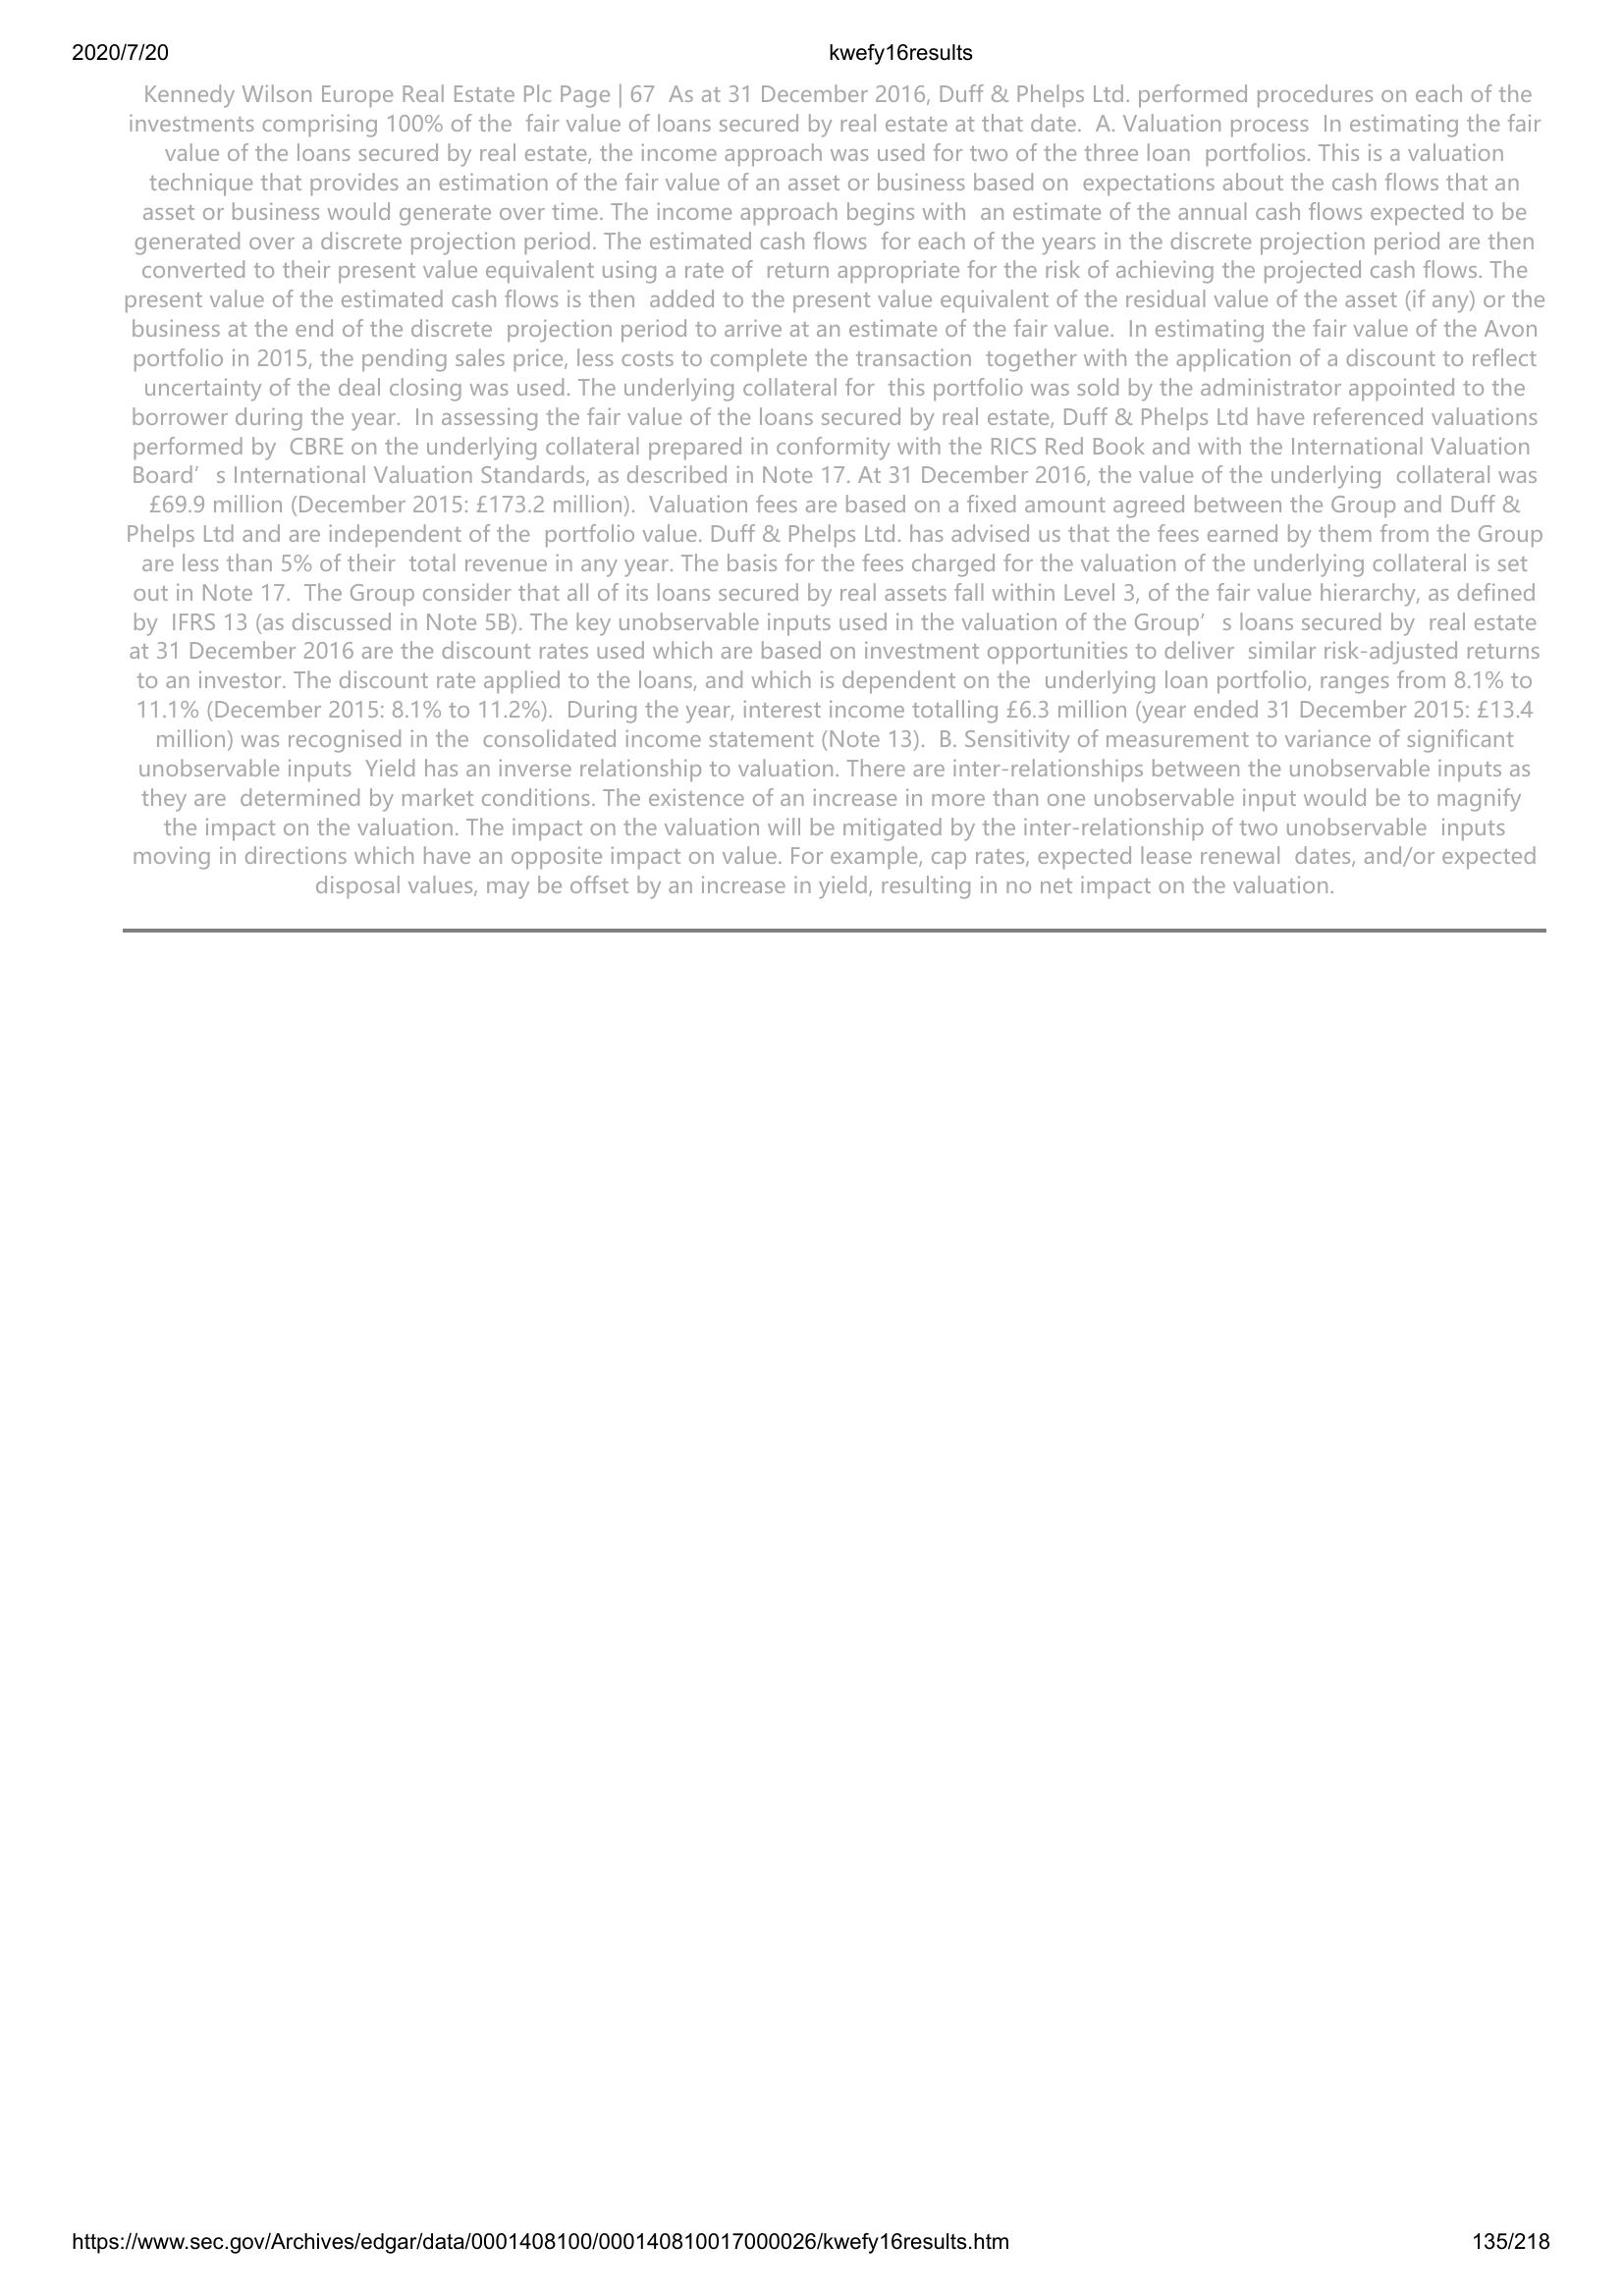 2020/7/20 kwefy16results
Kennedy Wilson Europe Real Estate Plc Page | 67 As at 31 December 2016, Duff & Phelps Ltd. performed procedures on each of the
investments comprising 100% of the fair value of loans secured by real estate at that date. A. Valuation process In estimating the fair
value of the loans secured by real estate, the income approach was used for two of the three loan portfolios. This is a valuation
technique that provides an estimation of the fair value of an asset or business based on expectations about the cash flows that an
asset or business would generate over time. The income approach begins with an estimate of the annual cash flows expected to be
generated over a discrete projection period. The estimated cash flows for each of the years in the discrete projection period are then
converted to their present value equivalent using a rate of return appropriate for the risk of achieving the projected cash flows. The
present value of the estimated cash flows is then added to the present value equivalent of the residual value of the asset (if any) or the
business at the end of the discrete projection period to arrive at an estimate of the fair value. In estimating the fair value of the Avon
portfolio in 2015, the pending sales price, less costs to complete the transaction together with the application of a discount to reflect
uncertainty of the deal closing was used. The underlying collateral for this portfolio was sold by the administrator appointed to the
borrower during the year. In assessing the fair value of the loans secured by real estate, Duff & Phelps Ltd have referenced valuations
performed by CBRE on the underlying collateral prepared in conformity with the RICS Red Book and with the International Valuation
Board’ s International Valuation Standards, as described in Note 17. At 31 December 2016, the value of the underlying collateral was
£69.9 million (December 2015: £173.2 million). Valuation fees are based on a fixed amount agreed between the Group and Duff &
Phelps Ltd and are independent of the portfolio value. Duff & Phelps Ltd. has advised us that the fees earned by them from the Group
are less than 5% of their total revenue in any year. The basis for the fees charged for the valuation of the underlying collateral is set
out in Note 17. The Group consider that all of its loans secured by real assets fall within Level 3, of the fair value hierarchy, as defined
by IFRS 13 (as discussed in Note 5B). The key unobservable inputs used in the valuation of the Group’ s loans secured by real estate
at 31 December 2016 are the discount rates used which are based on investment opportunities to deliver similar risk-adjusted returns
to an investor. The discount rate applied to the loans, and which is dependent on the underlying loan portfolio, ranges from 8.1% to
11.1% (December 2015: 8.1% to 11.2%). During the year, interest income totalling £6.3 million (year ended 31 December 2015: £13.4
million) was recognised in the consolidated income statement (Note 13). B. Sensitivity of measurement to variance of significant
unobservable inputs Yield has an inverse relationship to valuation. There are inter-relationships between the unobservable inputs as
they are determined by market conditions. The existence of an increase in more than one unobservable input would be to magnify
the impact on the valuation. The impact on the valuation will be mitigated by the inter-relationship of two unobservable inputs
moving in directions which have an opposite impact on value. For example, cap rates, expected lease renewal dates, and/or expected
disposal values, may be offset by an increase in yield, resulting in no net impact on the valuation.
https://www.sec.gov/Archives/edgar/data/0001408100/000140810017000026/kwefy16results.htm 135/218